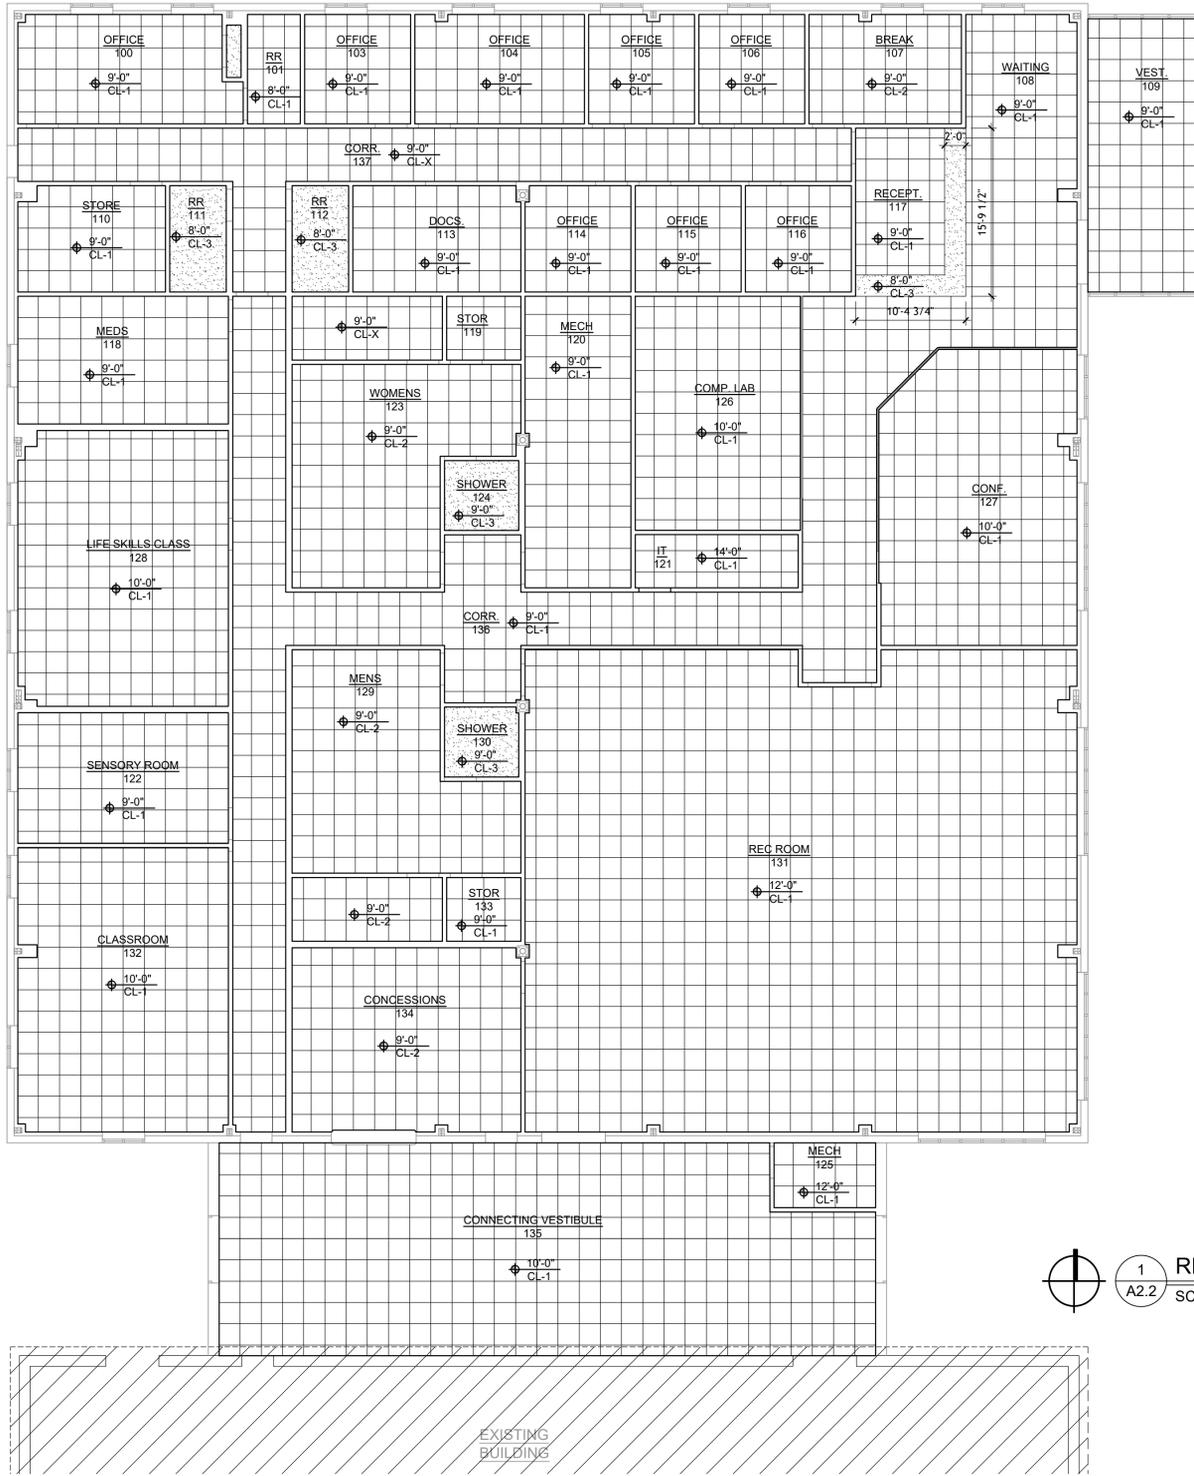 OFFICE
100
9'-0"
CL-1
RR
101
8'-0"
CL-1
OFFICE
103
9'-0"
CL-1
OFFICE
104
9'-0"
CL-1
OFFICE
105
9'-0"
CL-1
OFFICE
106
9'-0"
CL-1
BREAK
107
9'-0"
CL-2
WAITING
108
9'-0"
CL-1
VEST.
109
9'-0"
CL-1
CORR.
137
9'-0"
CL-X
2'-0"
15'-9 1/2"
STORE
110
9'-0"
CL-1
RR
111
8'-0"
CL-3
RR
112
8'-0"
CL-3
DOCS.
113
9'-0"
CL-1
OFFICE
114
9'-0"
CL-1
OFFICE
115
9'-0"
CL-1
OFFICE
116
9'-0"
CL-1
RECEPT.
117
9'-0"
CL-1
8'-0"
CL-3
10'-4 3/4"
MEDS
118
9'-0"
CL-1
9'-0"
CL-X
STOR
119
MECH
120
9'-0"
CL-1
WOMENS
123
9'-0"
CL-2
COMP. LAB
126
10'-0"
CL-1
SHOWER
124
9'-0"
CL-3
CONF.
127
10'-0"
CL-1
LIFE SKILLS CLASS
128
10'-0"
CL-1
IT
121
14'-0"
CL-1
CORR.
136
9'-0"
CL-1
MENS
129
9'-0"
CL-2
SHOWER
130
9'-0"
CL-3
SENSORY ROOM
122
9'-0"
CL-1
REC ROOM
131
12'-0"
CL-1
9'-0"
CL-2
STOR
133
9'-0"
CL-1
CLASSROOM
132
10'-0"
CL-1
CONCESSIONS
134
9'-0"
CL-2
MECH
125
12'-0"
CL-1
CONNECTING VESTIBULE
135
10'-0"
CL-1
1
A2.2
EXISTING
BUILDING